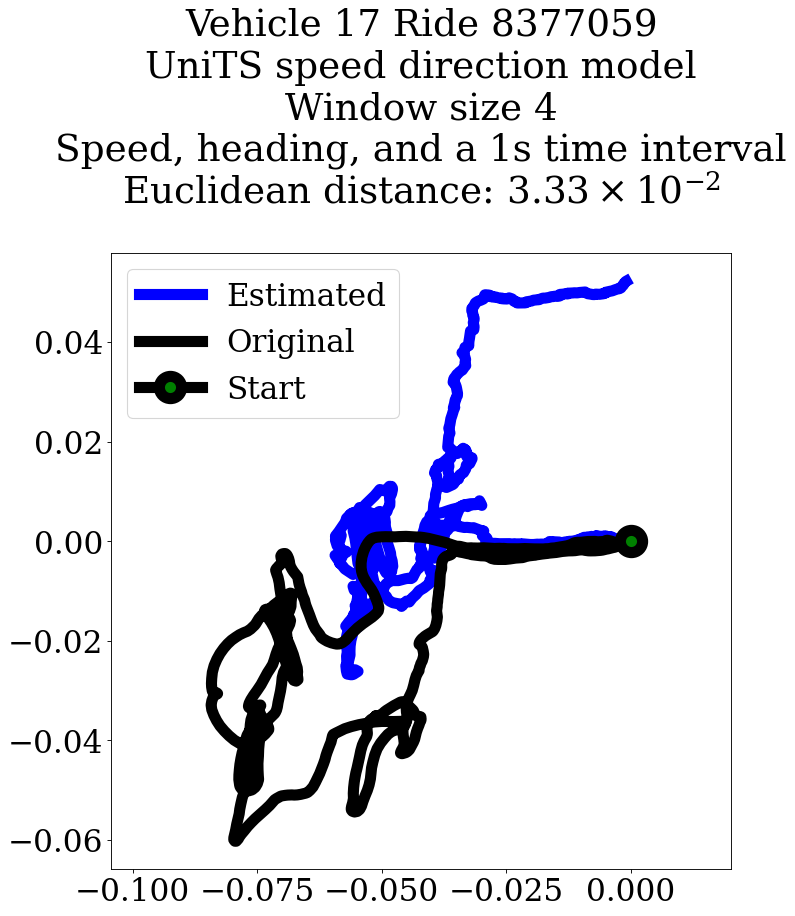 Vehicle 17 Ride 8377059
UniTS speed direction model
Window size 4
Speed, heading, and a 1s time interval
Euclidean distance: 3.33 × 10⁻²
Estimated
Original
Start
0.04
0.02
0.00
−0.02
−0.04
−0.06
−0.100 −0.075 −0.050 −0.025 0.000